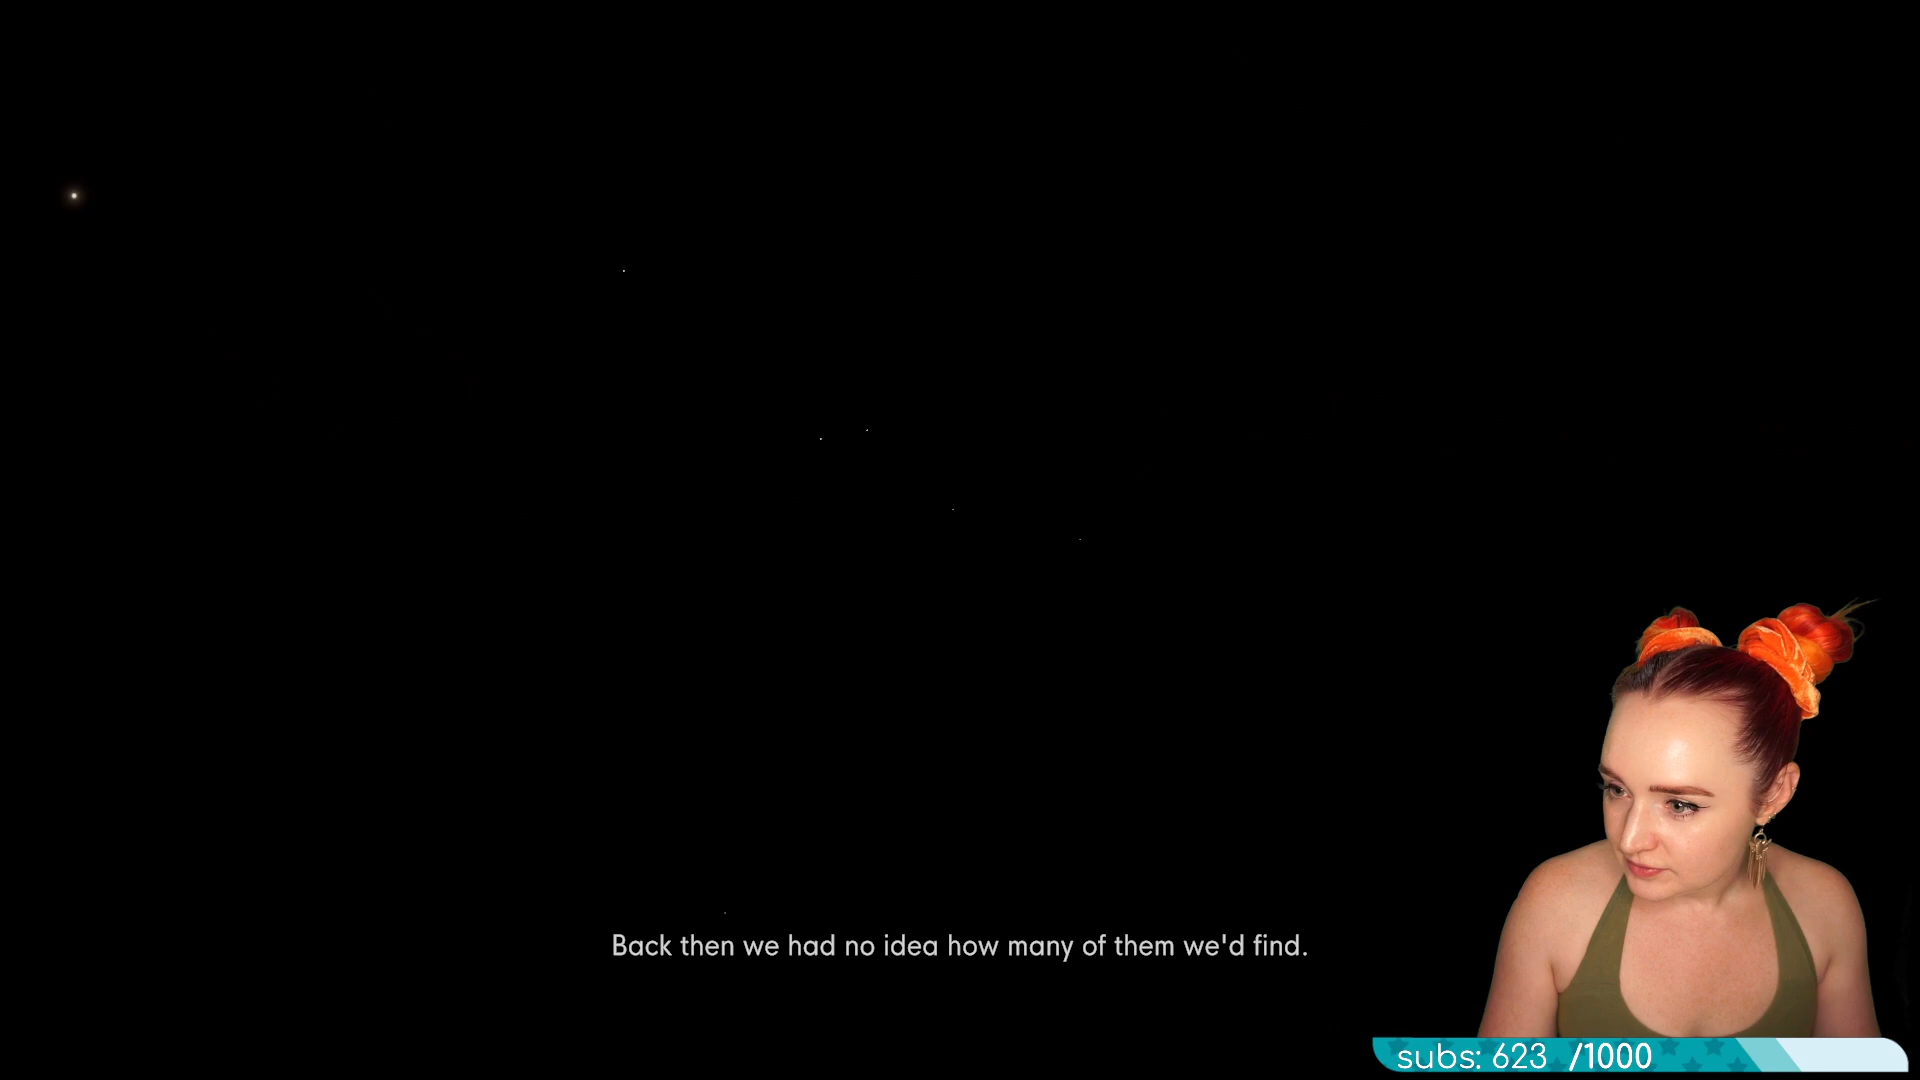 Back then we had no idea how many of them we'd find.
subs: 623 /1000